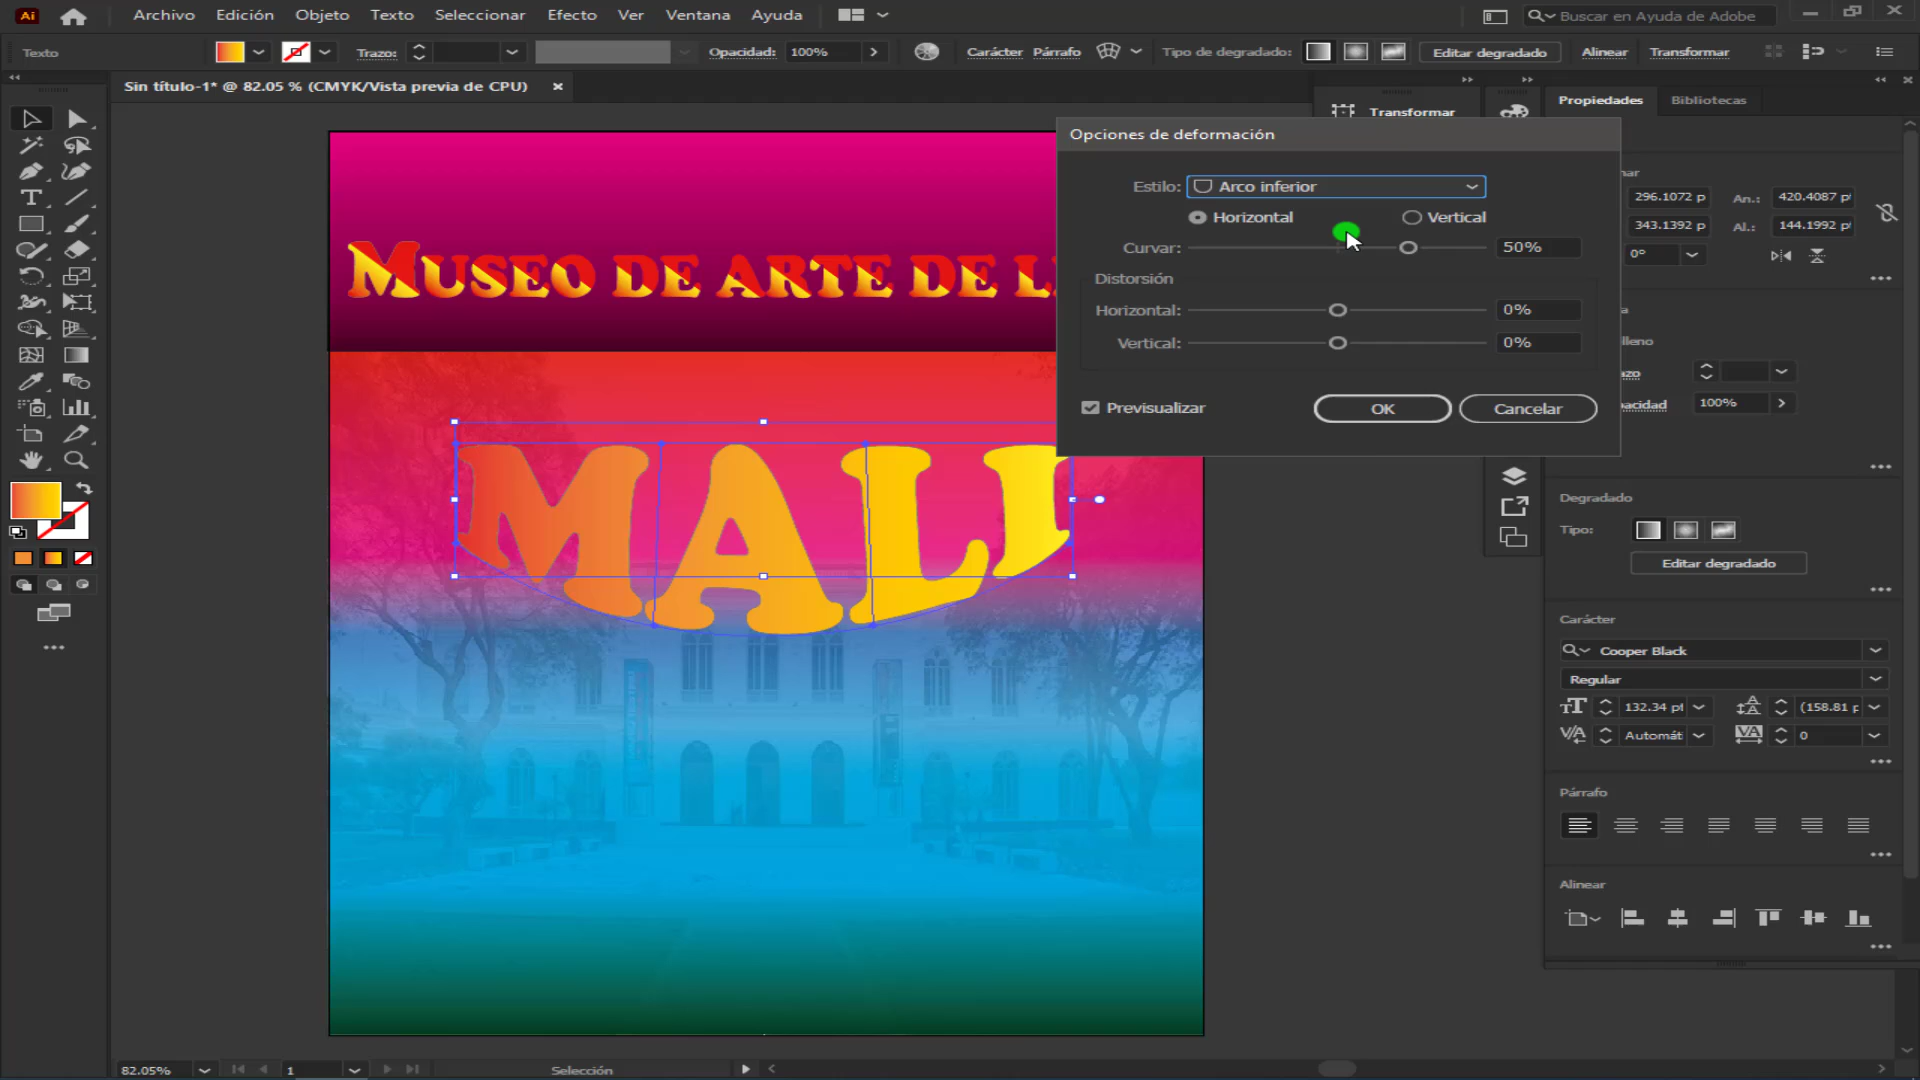 Ai Archivo Edición Objeto Texto Seleccionar Efecto Ver Ventana Ayuda Buscar en Ayuda de Adobe
Texto Trazo: Opacidad: 100% Carácter Párrafo Tipo de degradado: Editar degradado Alinear Transformar
Sin título-1* @ 82.05 % (CMYK/Vista previa de CPU)
Transformar
Propiedades Bibliotecas
Opciones de deformación
Estilo: Arco inferior
Horizontal Vertical
Curvar: 50%
Distorsión
Horizontal: 0%
Vertical: 0%
Previsualizar OK Cancelar
296.1072 p An.: 420.4087
343.1392 p Al.: 144.1992
0°
100%
MUSEO DE ARTE DE L
MALI
Degradado
Tipo:
Editar degradado
Carácter
Cooper Black
Regular
132.34 pt (158.81 p
Automát 0
Párrafo
Alinear
82.05% 1 Selección